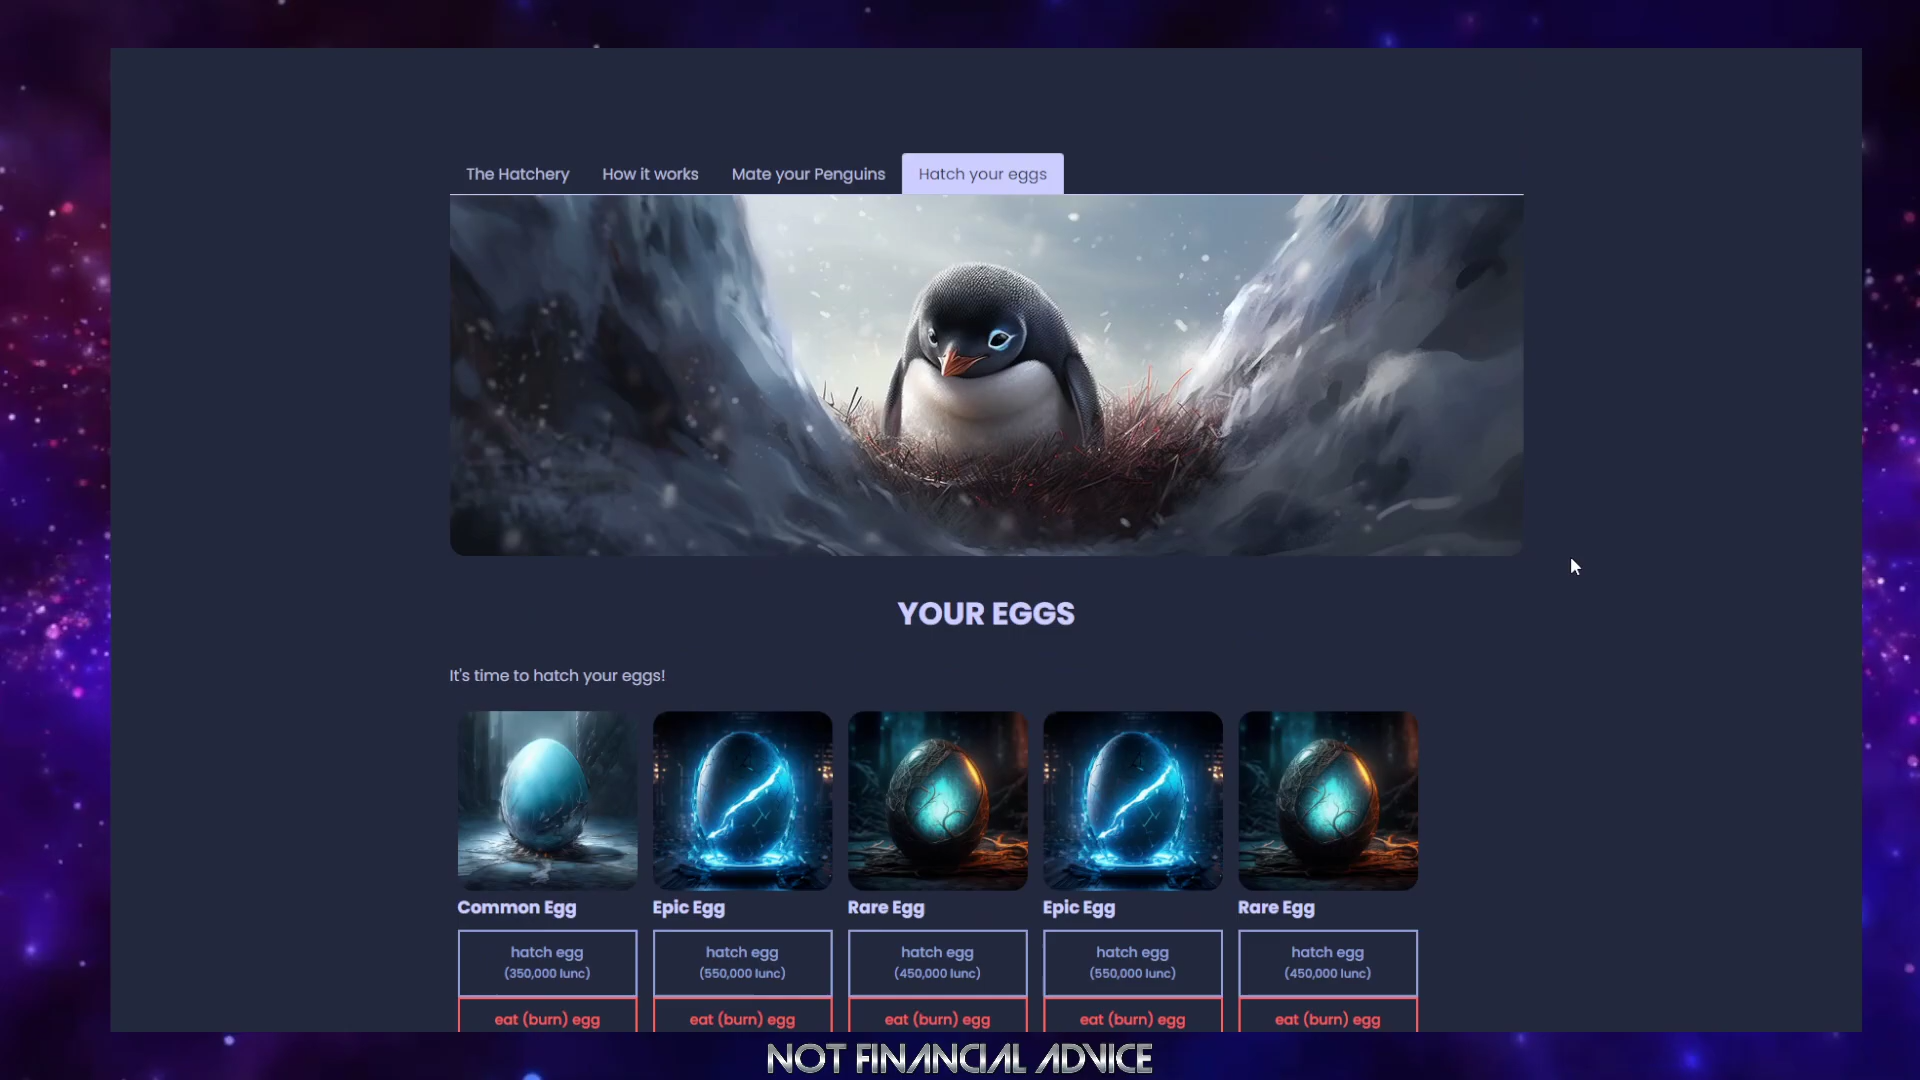 The Hatchery How it works Mate your Penguins Hatch your eggs
YOUR EGGS
It's time to hatch your eggs!
Common Egg Epic Egg Rare Egg Epic Egg Rare Egg
hatch egg hatch egg hatch egg hatch egg hatch egg
(350,000 lunc) (550,000 lunc) (450,000 lunc) (550,000 lunc) (450,000 lunc)
eat (burn) egg eat (burn) egg eat (burn) egg eat (burn) egg eat (burn) egg
NOT FINANCIAL ADVICE